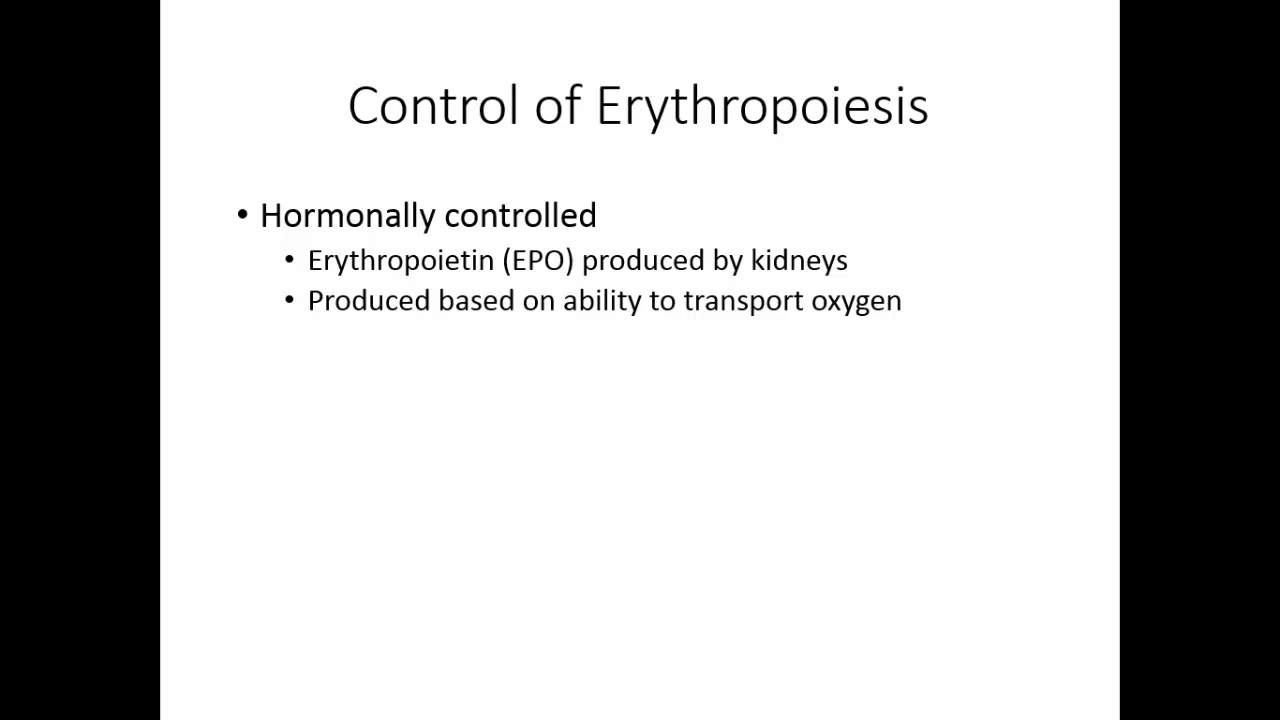 Control of Erythropoiesis
• Hormonally controlled
• Erythropoietin (EPO) produced by kidneys
• Produced based on ability to transport oxygen